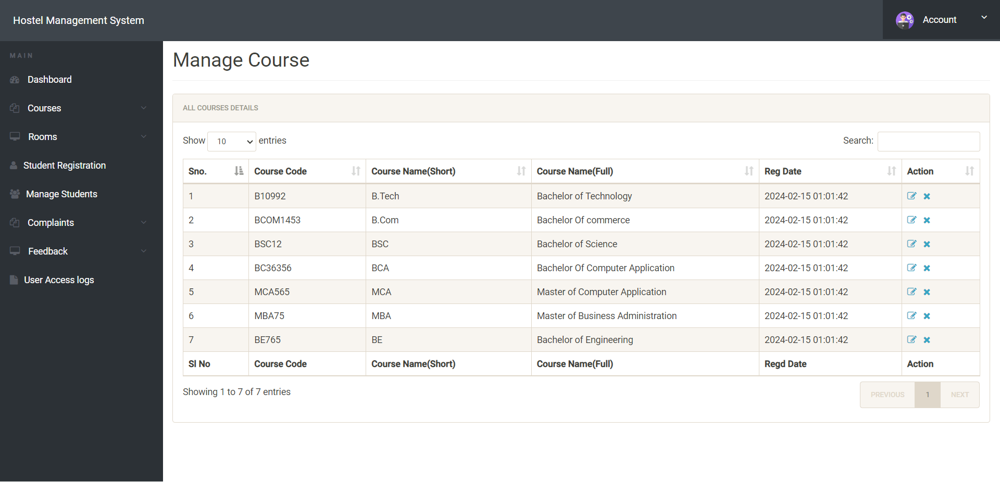 Hostel Management System
Account
MAIN
Dashboard
Courses
Rooms
Student Registration
Manage Students
Complaints
Feedback
User Access logs
Manage Course
ALL COURSES DETAILS
Show 10 entries
Search:
Sno. Course Code Course Name(Short) Course Name(Full) Reg Date Action
1 B10992 B.Tech Bachelor of Technology 2024-02-15 01:01:42
2 BCOM1453 B.Com Bachelor Of commerce 2024-02-15 01:01:42
3 BSC12 BSC Bachelor of Science 2024-02-15 01:01:42
4 BC36356 BCA Bachelor Of Computer Application 2024-02-15 01:01:42
5 MCA565 MCA Master of Computer Application 2024-02-15 01:01:42
6 MBA75 MBA Master of Business Administration 2024-02-15 01:01:42
7 BE765 BE Bachelor of Engineering 2024-02-15 01:01:42
Sl No Course Code Course Name(Short) Course Name(Full) Regd Date Action
Showing 1 to 7 of 7 entries
PREVIOUS 1 NEXT